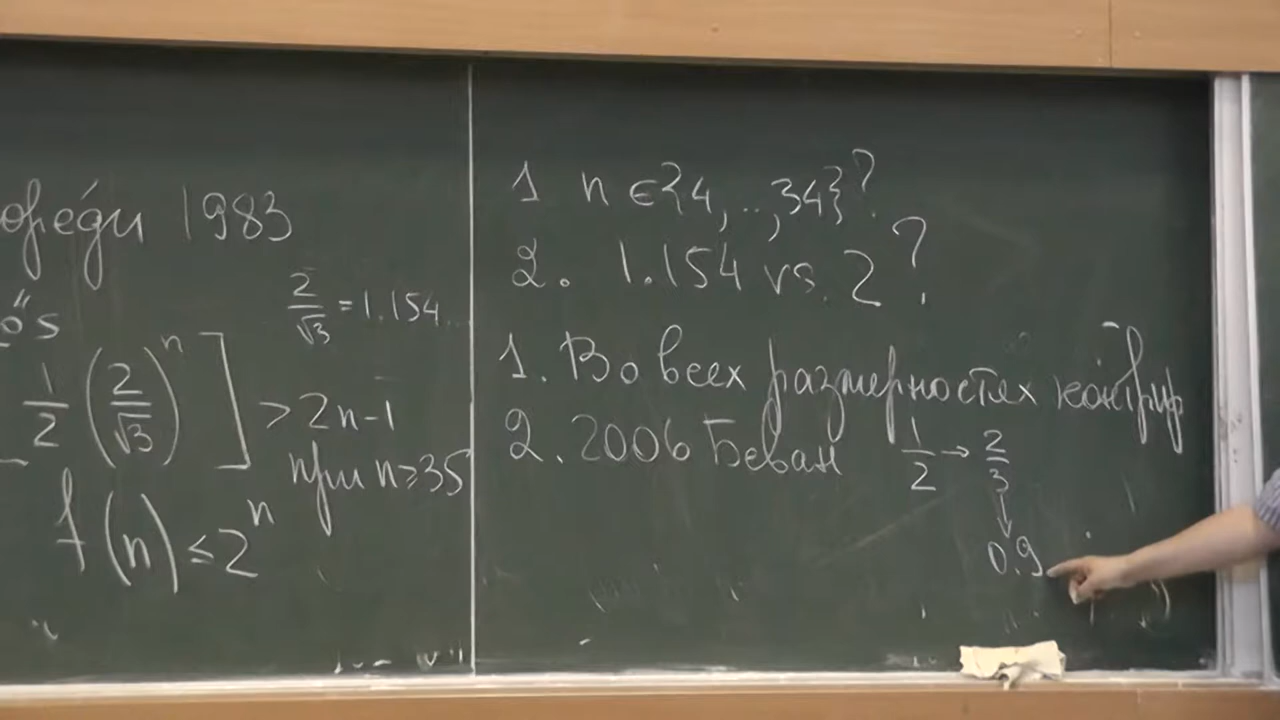 1983
2/√3 = 1.154...
1/2 (2/√3)^n ] > 2n-1
при n ≥ 35
f(n) ≤ 2^n
1 n ∈ {4,..,34}?
2. 1.154 vs. 2?
1. Во всех размерностях контрпр
2. 2006 Беван 1/2 → 2/3
↓
0.9